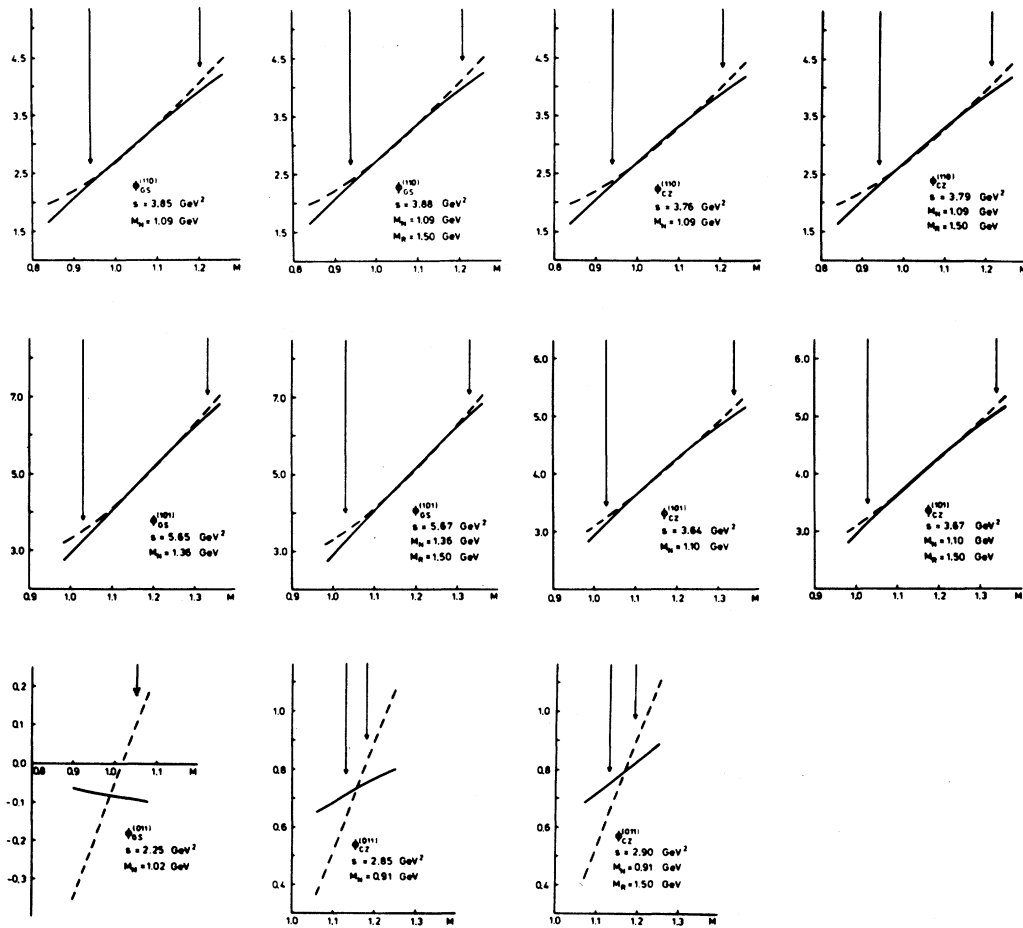 4.5
3.5
2.5
1.5
0.8 0.9 1.0 1.1 1.2 M
ϕ GS (110)
s = 3.85 GeV²
M_N = 1.09 GeV
4.5
3.5
2.5
1.5
0.8 0.9 1.0 1.1 1.2 M
ϕ GS (110)
s = 3.88 GeV²
M_N = 1.09 GeV
M_R = 1.50 GeV
4.5
3.5
2.5
1.5
0.8 0.9 1.0 1.1 1.2 M
ϕ CZ (110)
s = 3.76 GeV²
M_N = 1.09 GeV
4.5
3.5
2.5
1.5
0.8 0.9 1.0 1.1 1.2 M
ϕ CZ (110)
s = 3.79 GeV²
M_N = 1.09 GeV
M_R = 1.50 GeV
7.0
5.0
3.0
0.9 1.0 1.1 1.2 1.3 M
ϕ GS (101)
s = 5.65 GeV²
M_N = 1.36 GeV
7.0
5.0
3.0
0.9 1.0 1.1 1.2 1.3 M
ϕ GS (101)
s = 5.67 GeV²
M_N = 1.36 GeV
M_R = 1.50 GeV
6.0
5.0
4.0
3.0
0.9 1.0 1.1 1.2 1.3 M
ϕ CZ (101)
s = 3.64 GeV²
M_N = 1.10 GeV
6.0
5.0
4.0
3.0
0.9 1.0 1.1 1.2 1.3 M
ϕ CZ (101)
s = 3.67 GeV²
M_N = 1.10 GeV
M_R = 1.50 GeV
0.2
0.1
0.0
-0.1
-0.2
-0.3
0.8 0.9 1.0 1.1 M
ϕ GS (011)
s = 2.25 GeV²
M_N = 1.02 GeV
1.0
0.8
0.6
0.4
1.0 1.1 1.2 1.3 M
ϕ CZ (011)
s = 2.85 GeV²
M_N = 0.91 GeV
1.0
0.8
0.6
0.4
1.0 1.1 1.2 1.3 M
ϕ CZ (011)
s = 2.90 GeV²
M_N = 0.91 GeV
M_R = 1.50 GeV